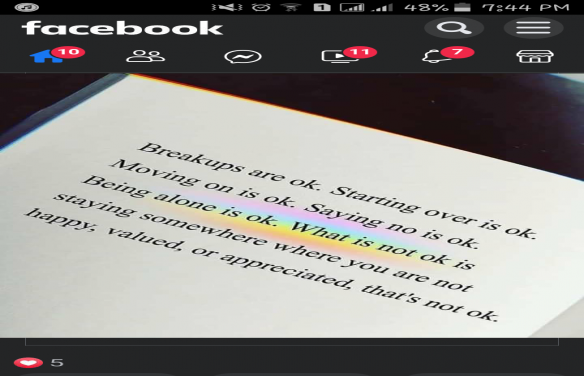 1 48% 7:44 PM
facebook
10 11 7
Breakups are ok. Starting over is ok.
Moving on is ok. Saying no is ok.
Being alone is ok. What is not ok is
staying somewhere where you are not
happy, valued, or appreciated, that's not ok.
5